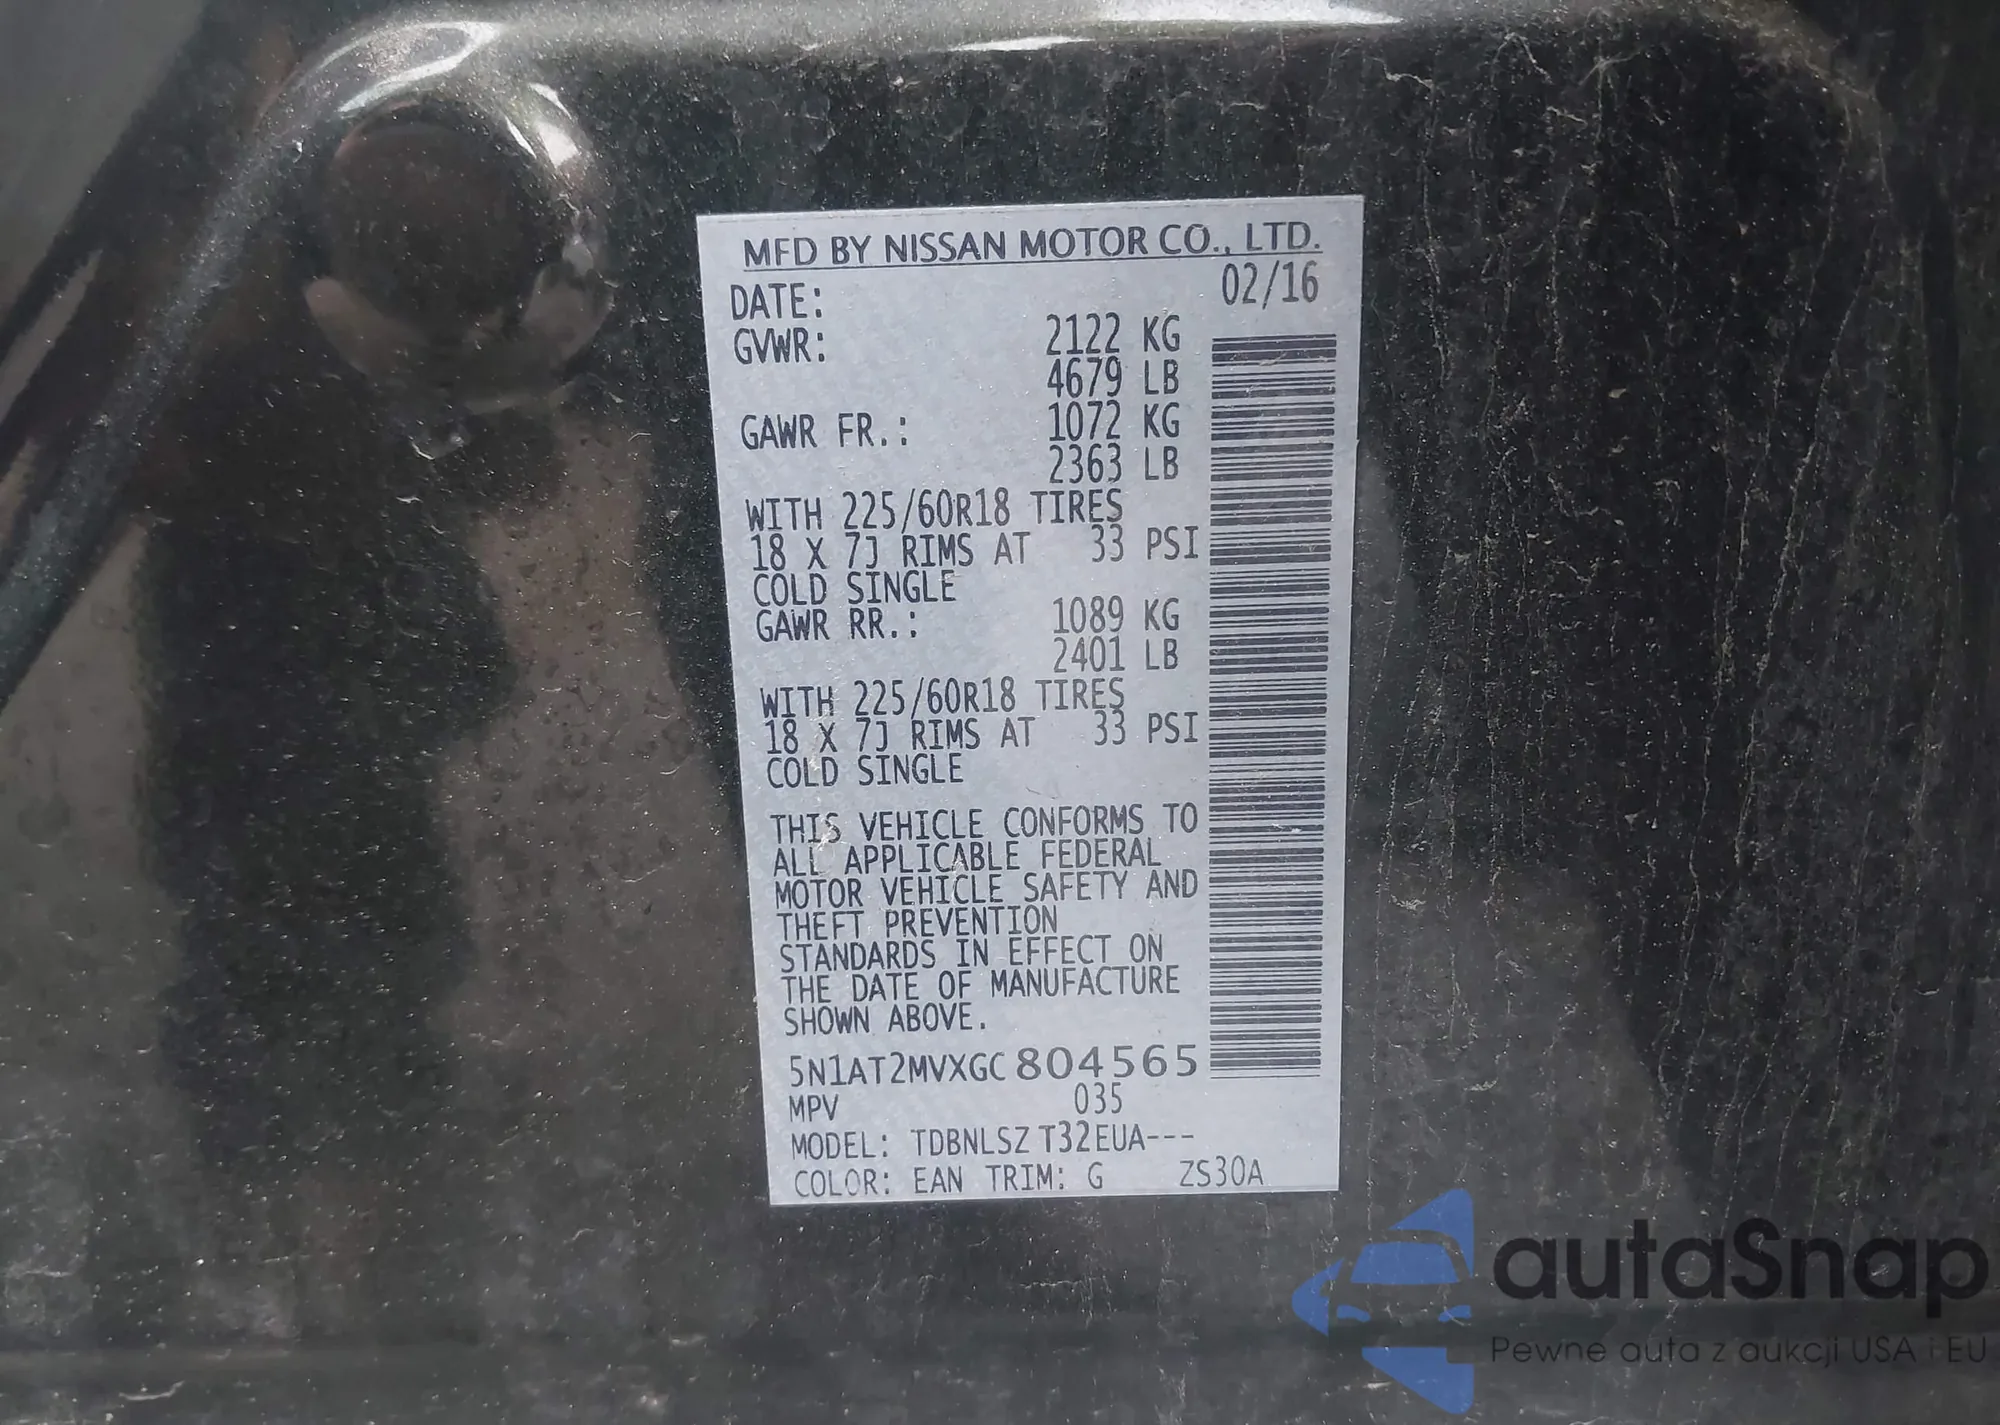 MFD BY NISSAN MOTOR CO., LTD.
DATE: 02/16
GVWR: 2122 KG
4679 LB
GAWR FR.: 1072 KG
2363 LB
WITH 225/60R18 TIRES
18 X 7J RIMS AT 33 PSI
COLD SINGLE
GAWR RR.: 1089 KG
2401 LB
WITH 225/60R18 TIRES
18 X 7J RIMS AT 33 PSI
COLD SINGLE
THIS VEHICLE CONFORMS TO
ALL APPLICABLE FEDERAL
MOTOR VEHICLE SAFETY AND
THEFT PREVENTION
STANDARDS IN EFFECT ON
THE DATE OF MANUFACTURE
SHOWN ABOVE.
5N1AT2MVXGC804565
MPV 035
MODEL: TDBNLSZ T32EUA---
COLOR: EAN TRIM: G ZS30A
autaSnap
Pewne auta z aukcji USA i EU